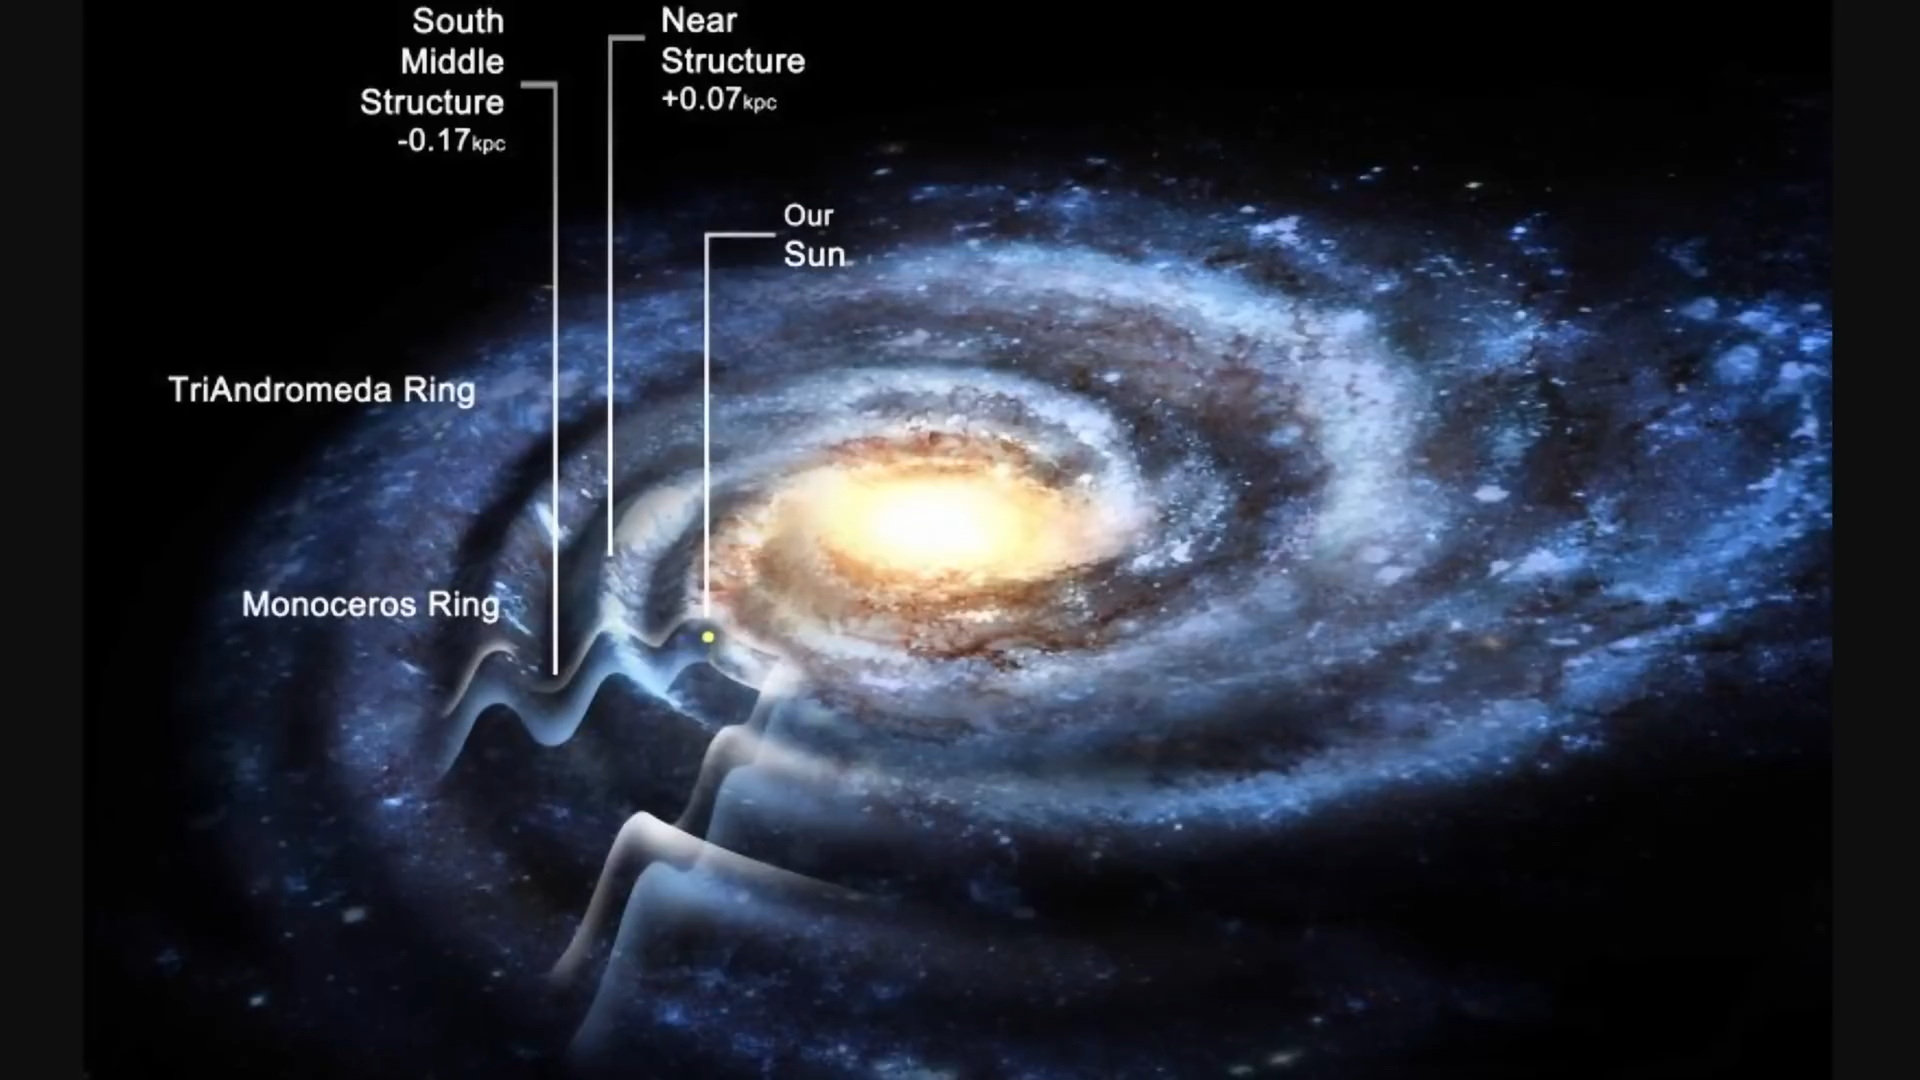 South
Middle
Structure
-0.17kpc
Near
Structure
+0.07kpc
Our
Sun
TriAndromeda Ring
Monoceros Ring